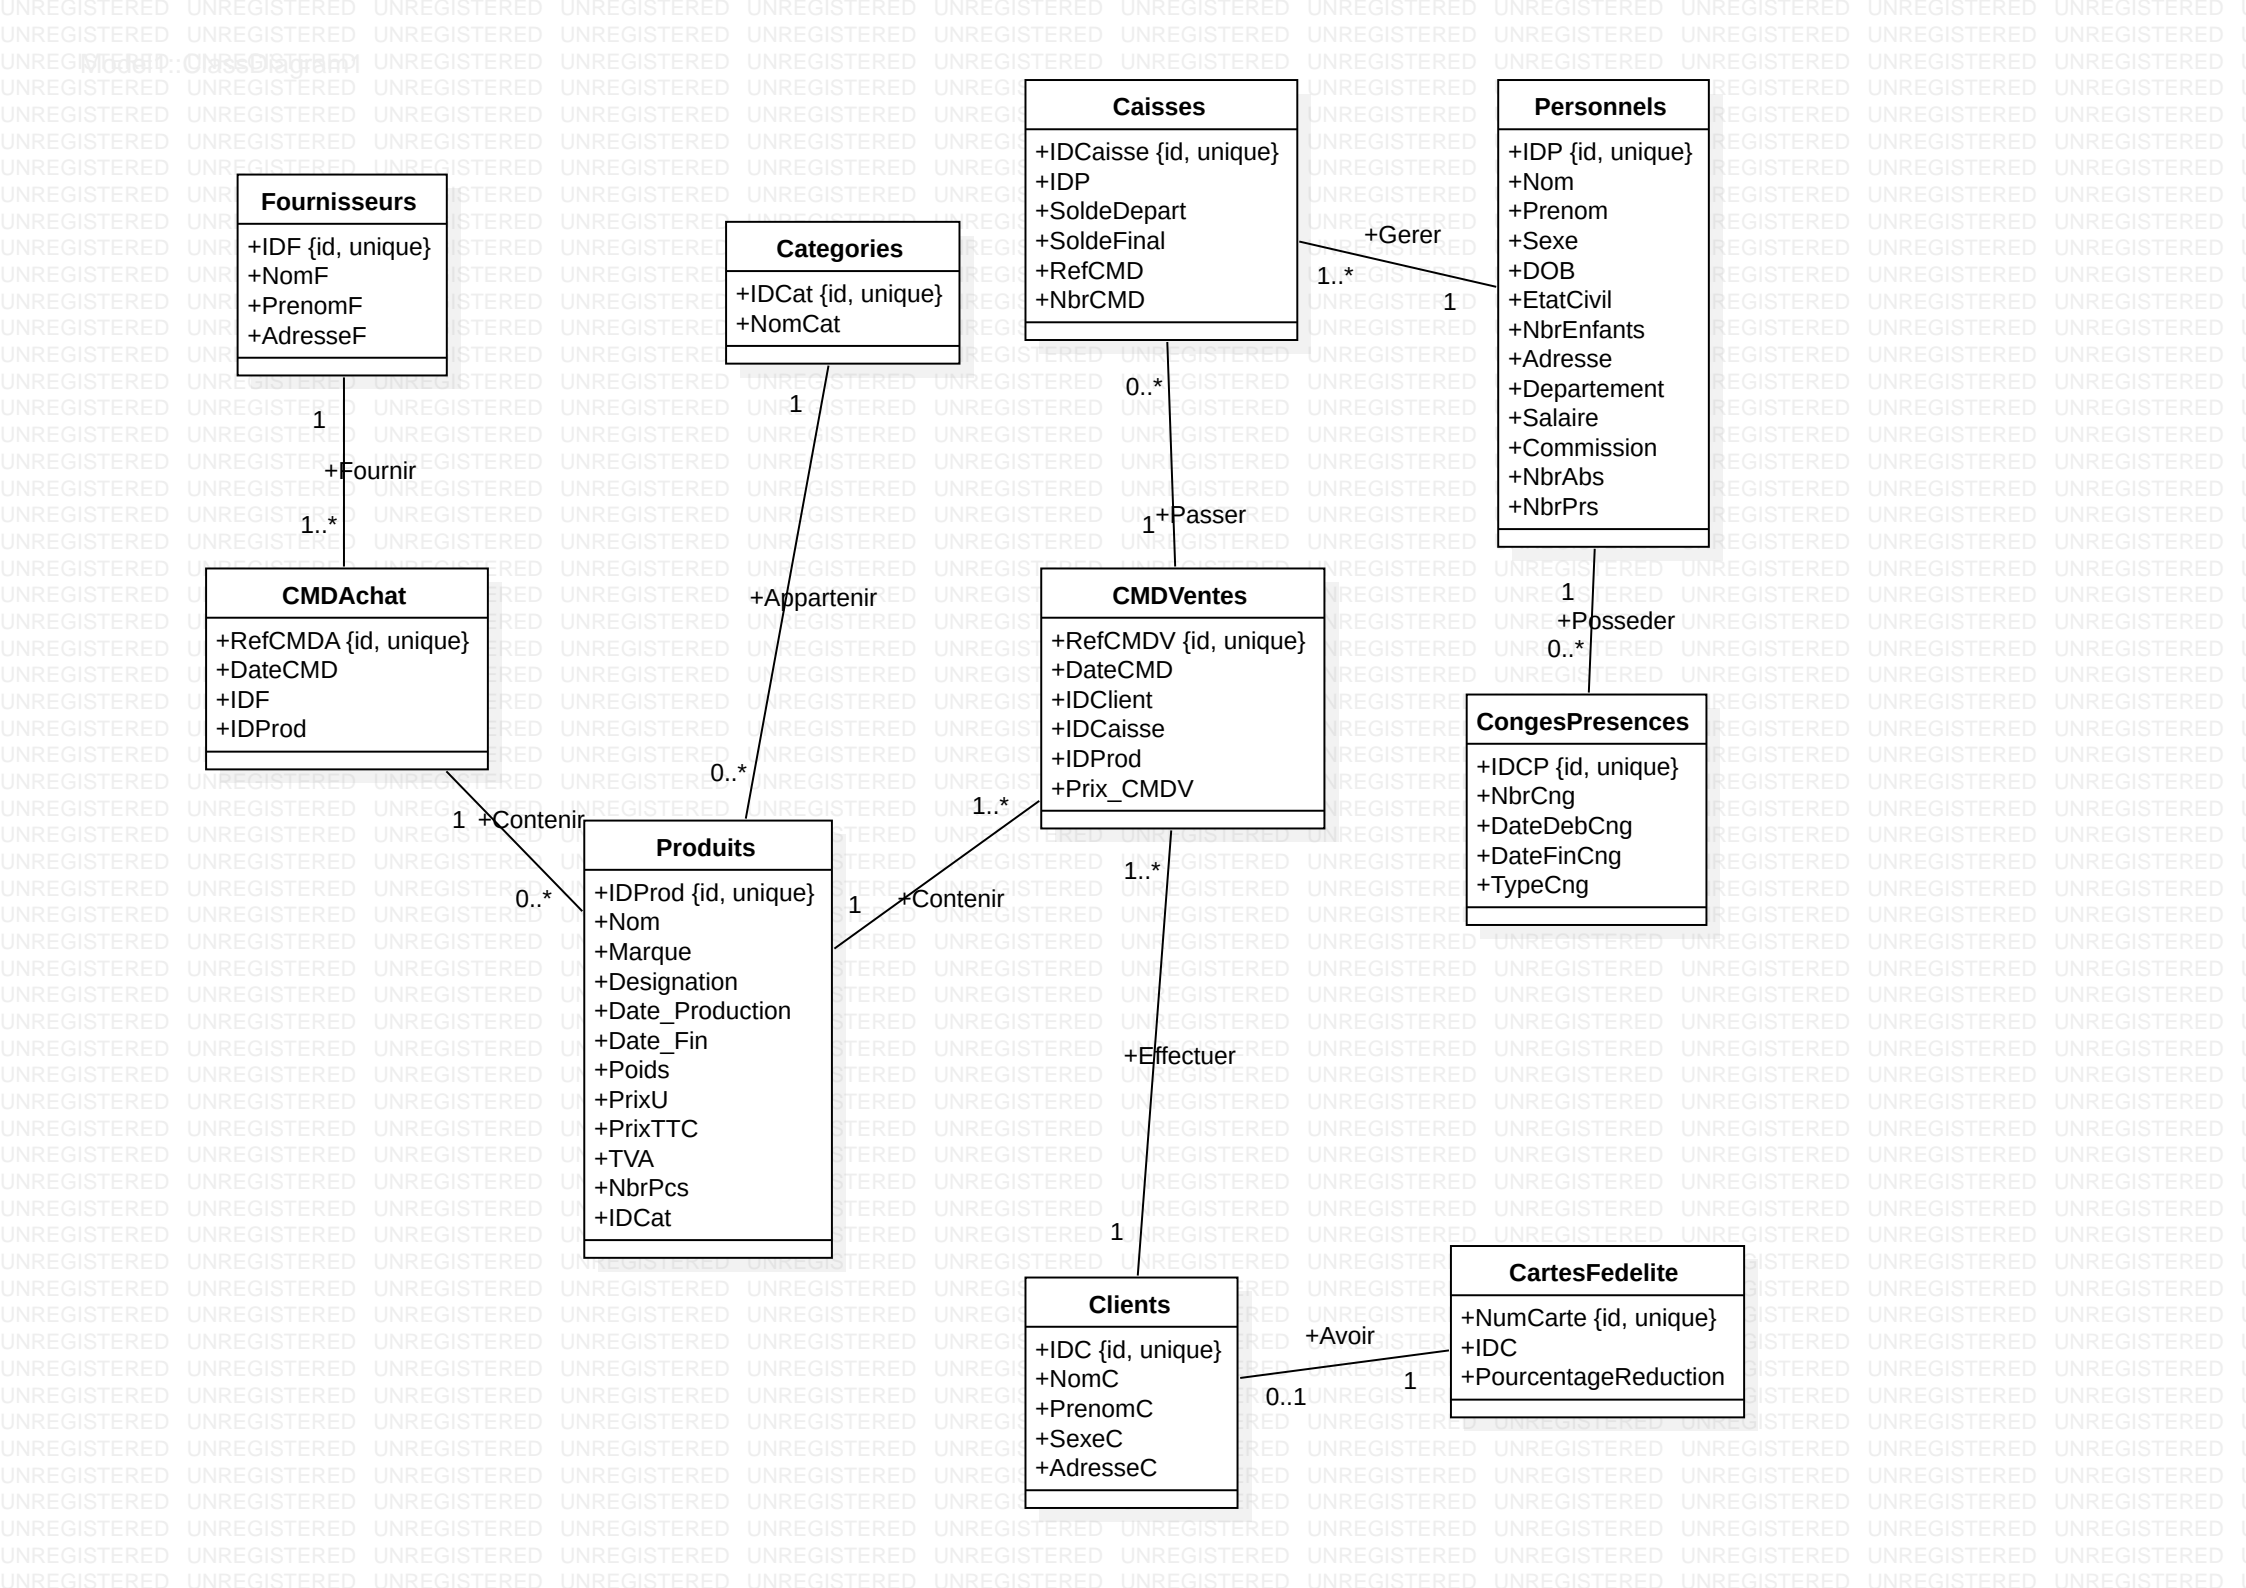 Model1::ClassDiagram1
Fournisseurs
+IDF {id, unique}
+NomF
+PrenomF
+AdresseF
1
+Fournir
1..*
CMDAchat
+RefCMDA {id, unique}
+DateCMD
+IDF
+IDProd
1
+Contenir
0..*
Categories
+IDCat {id, unique}
+NomCat
1
+Appartenir
0..*
Produits
+IDProd {id, unique}
+Nom
+Marque
+Designation
+Date_Production
+Date_Fin
+Poids
+PrixU
+PrixTTC
+TVA
+NbrPcs
+IDCat
1
+Contenir
1..*
Caisses
+IDCaisse {id, unique}
+IDP
+SoldeDepart
+SoldeFinal
+RefCMD
+NbrCMD
+Gerer
1..*
1
0..*
+Passer
1
CMDVentes
+RefCMDV {id, unique}
+DateCMD
+IDClient
+IDCaisse
+IDProd
+Prix_CMDV
1..*
+Effectuer
1
Clients
+IDC {id, unique}
+NomC
+PrenomC
+SexeC
+AdresseC
+Avoir
0..1
1
CartesFedelite
+NumCarte {id, unique}
+IDC
+PourcentageReduction
Personnels
+IDP {id, unique}
+Nom
+Prenom
+Sexe
+DOB
+EtatCivil
+NbrEnfants
+Adresse
+Departement
+Salaire
+Commission
+NbrAbs
+NbrPrs
1
+Posseder
0..*
CongesPresences
+IDCP {id, unique}
+NbrCng
+DateDebCng
+DateFinCng
+TypeCng
UNREGISTERED